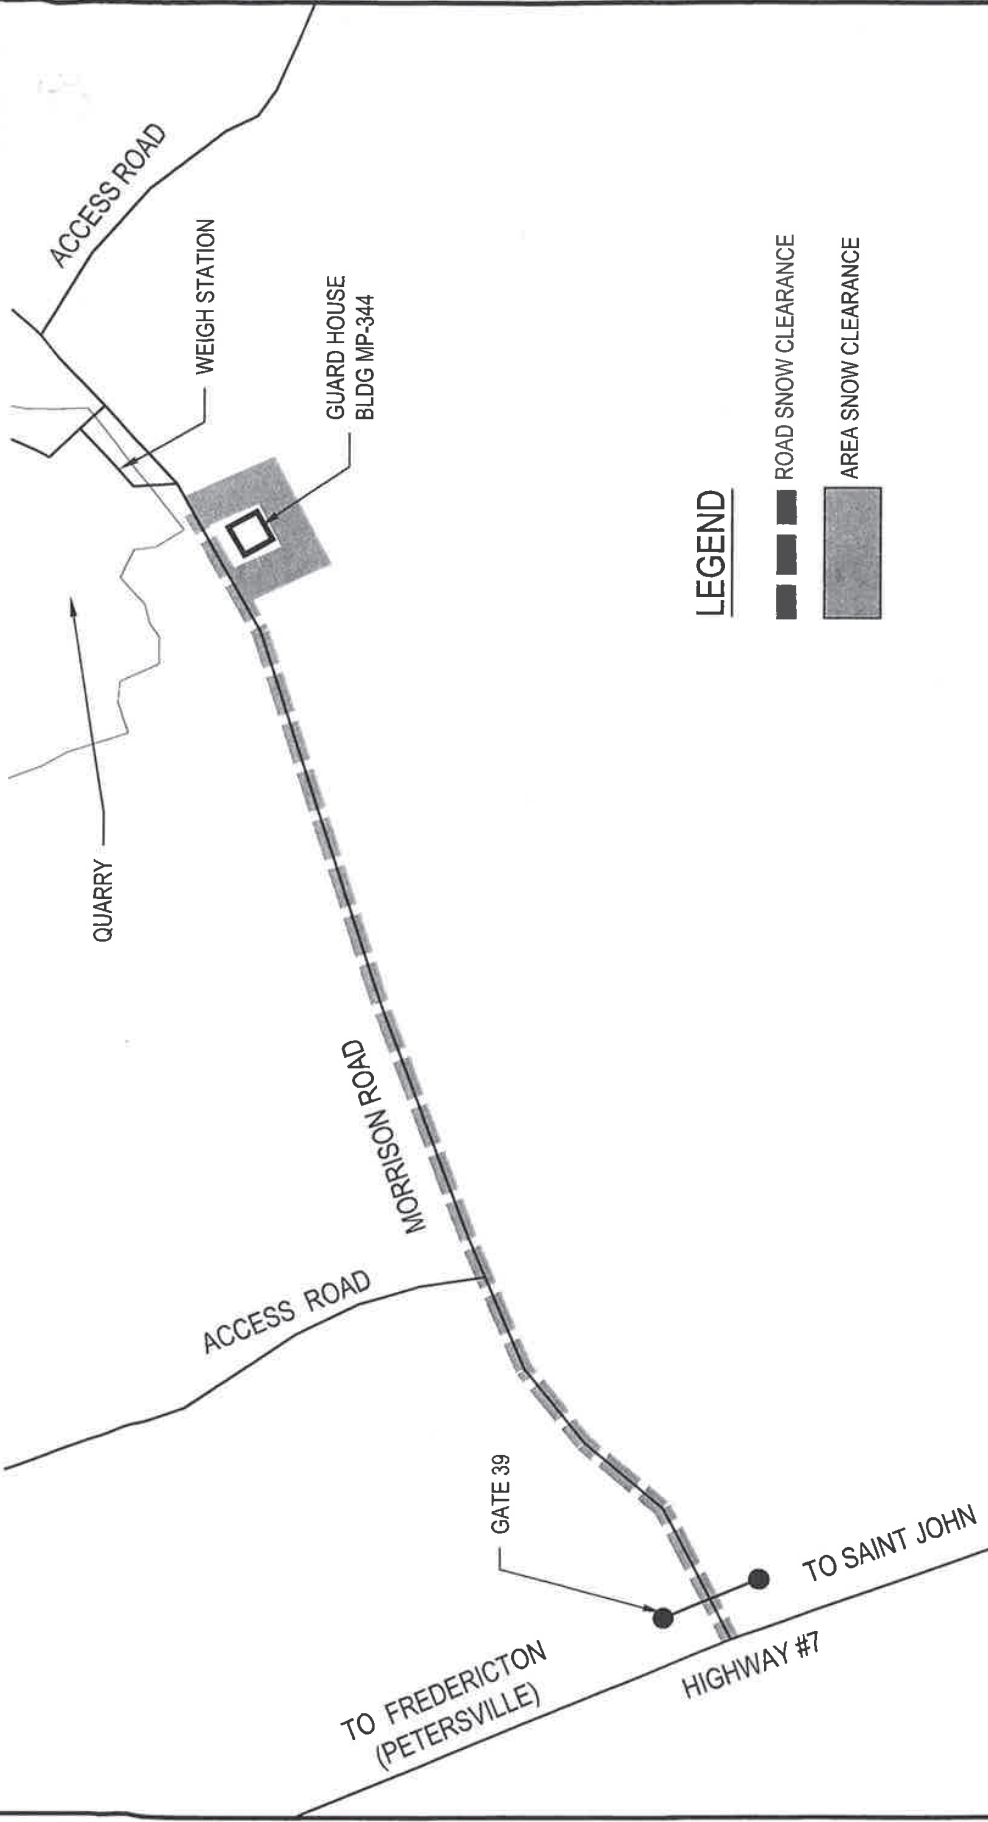 ACCESS ROAD
WEIGH STATION
GUARD HOUSE
BLDG MP-344
QUARRY
MORRISON ROAD
ACCESS ROAD
GATE 39
TO FREDERICTON
(PETERSVILLE)
HIGHWAY #7
TO SAINT JOHN
LEGEND
ROAD SNOW CLEARANCE
AREA SNOW CLEARANCE